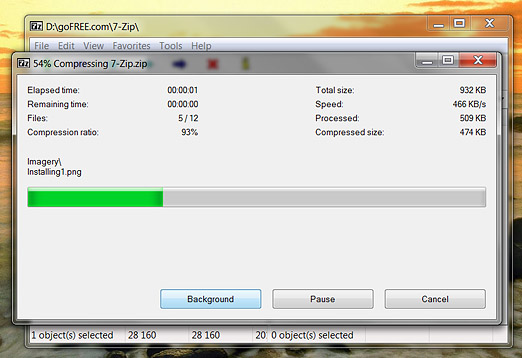 7z D:\goFREE.com\7-Zip\
File Edit View Favorites Tools Help
7z 54% Compressing 7-Zip.zip
Elapsed time: 00:00:01 Total size: 932 KB
Remaining time: 00:00:00 Speed: 466 KB/s
Files: 5 / 12 Processed: 509 KB
Compression ratio: 93% Compressed size: 474 KB
Imagery\
Installing1.png
Background Pause Cancel
1 object(s) selected 28 160 28 160 20 0 object(s) selected